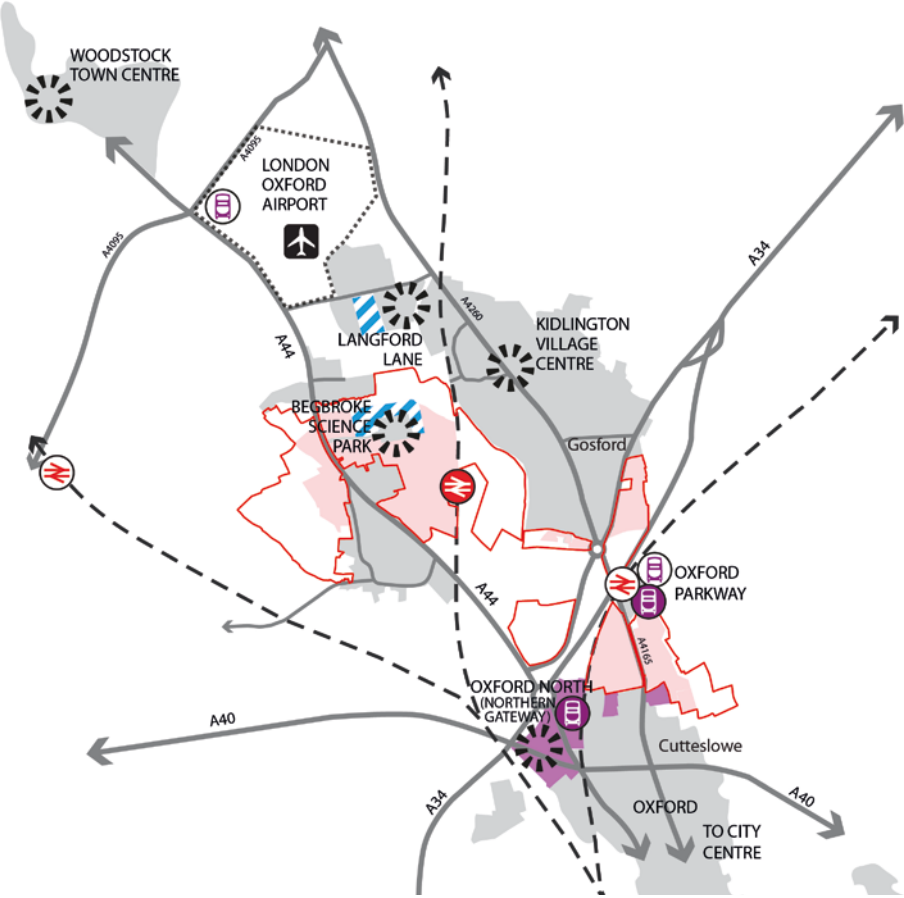 WOODSTOCK
TOWN CENTRE
A4095
LONDON
OXFORD
AIRPORT
A4095
A34
A4260
KIDLINGTON
VILLAGE
CENTRE
A44
LANGFORD
LANE
BEGBROKE
SCIENCE
PARK
Gosford
OXFORD
PARKWAY
A44
A4165
OXFORD NORTH
(NORTHERN
GATEWAY)
A40
Cutteslowe
A34
A40
OXFORD
TO CITY
CENTRE